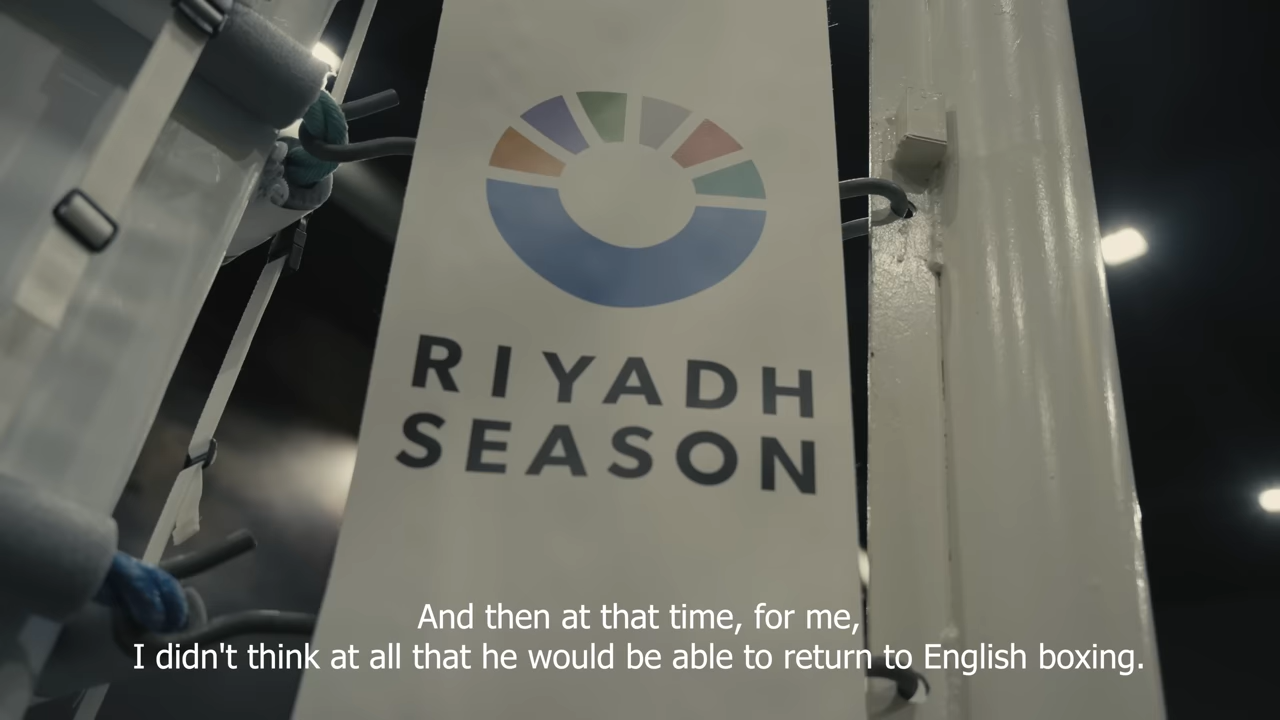 RIYADH
SEASON
And then at that time, for me,
I didn't think at all that he would be able to return to English boxing.